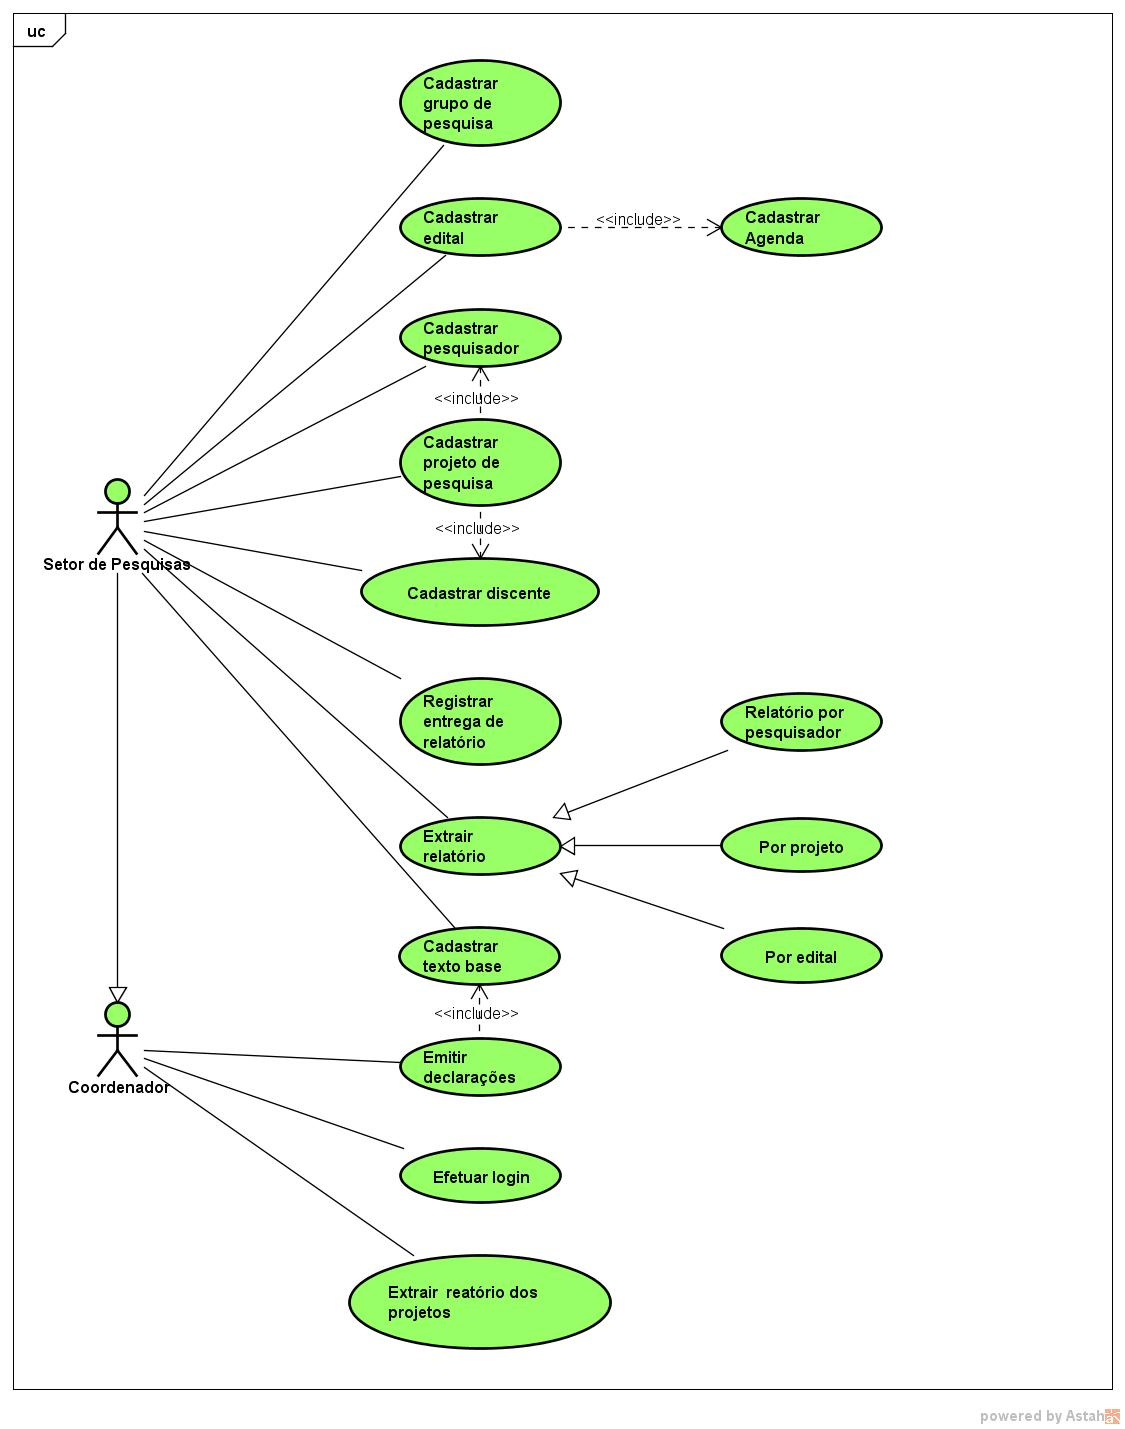 uc
Cadastrar
grupo de
pesquisa
Cadastrar
edital
<<include>>
Cadastrar
Agenda
Cadastrar
pesquisador
<<include>>
Cadastrar
projeto de
pesquisa
<<include>>
Setor de Pesquisas
Cadastrar discente
Registrar
entrega de
relatório
Relatório por
pesquisador
Extrair
relatório
Por projeto
Cadastrar
texto base
Por edital
<<include>>
Emitir
declarações
Coordenador
Efetuar login
Extrair  reatório dos
projetos
powered by Astah